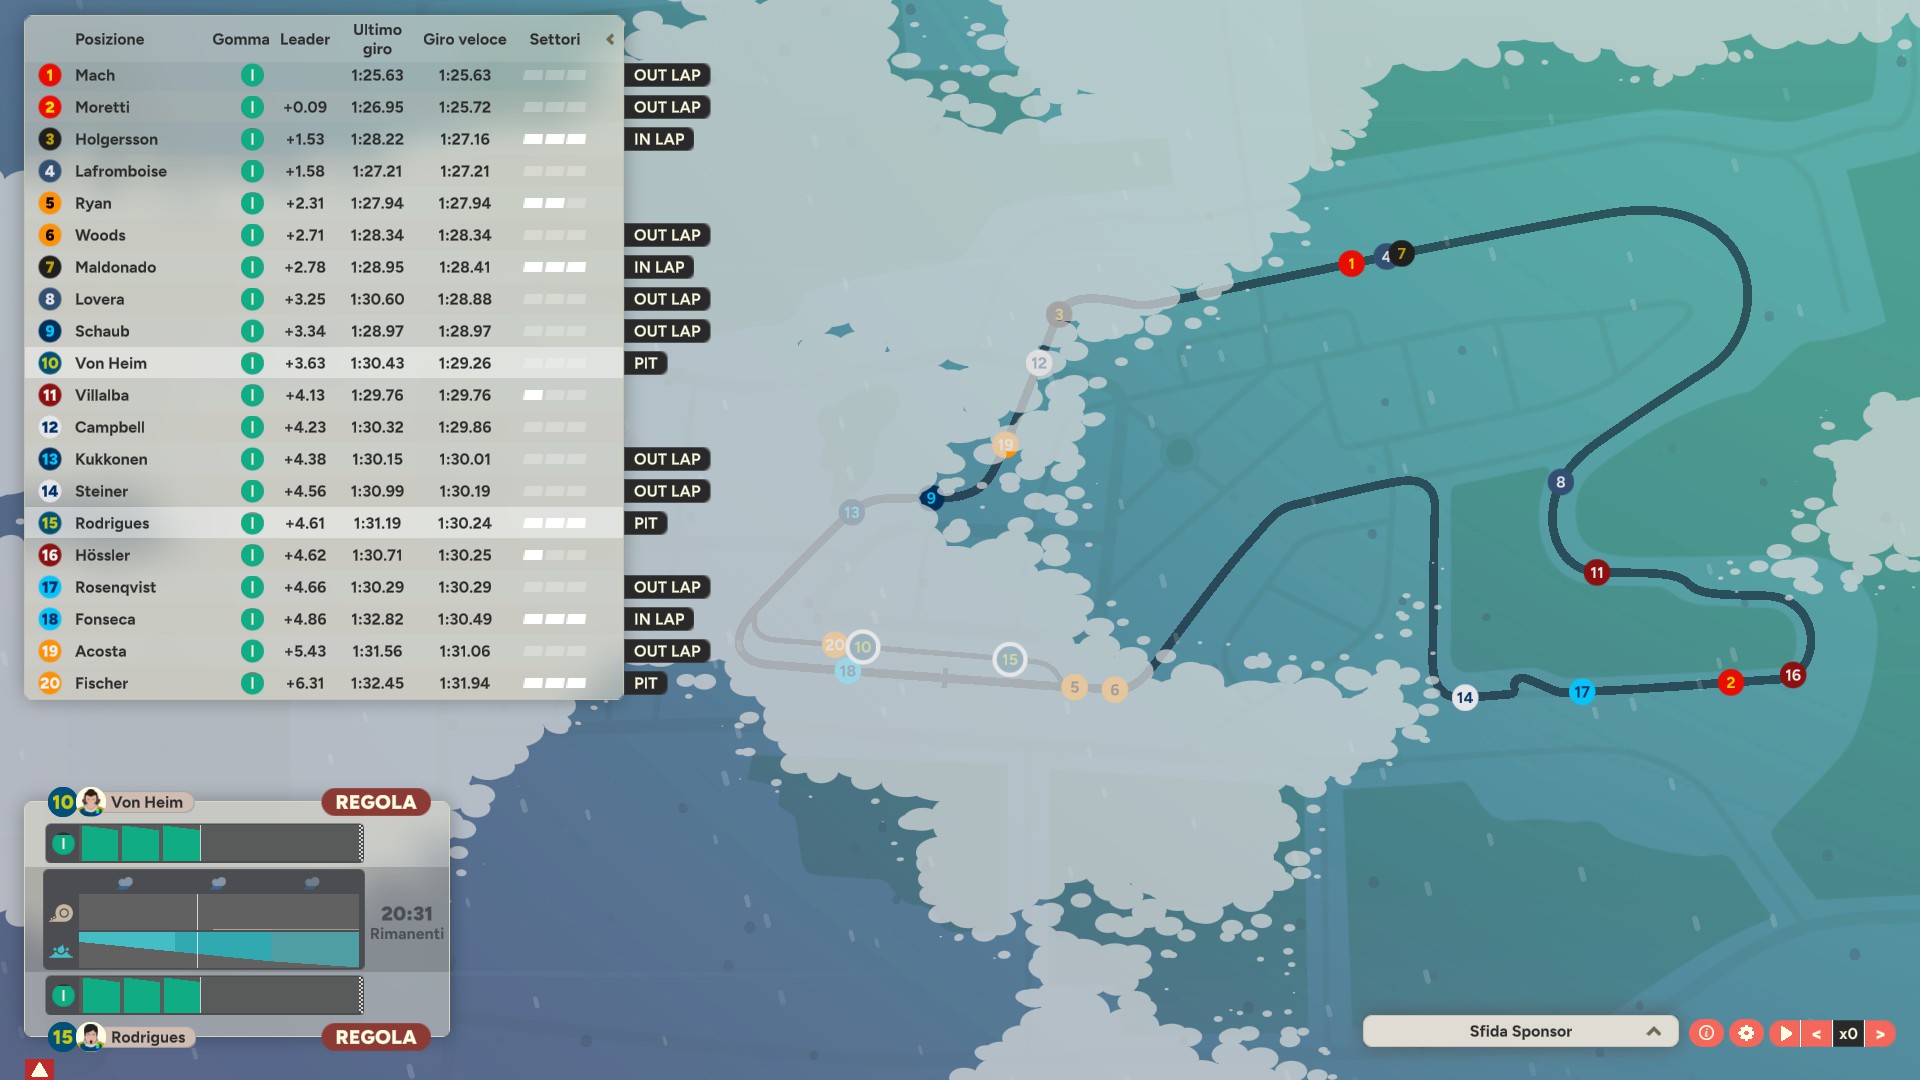 Posizione Gomma Leader Ultimo giro Giro veloce Settori
1 Mach I 1:25.63 1:25.63 OUT LAP
2 Moretti I +0.09 1:26.95 1:25.72 OUT LAP
3 Holgersson I +1.53 1:28.22 1:27.16 IN LAP
4 Lafromboise I +1.58 1:27.21 1:27.21
5 Ryan I +2.31 1:27.94 1:27.94
6 Woods I +2.71 1:28.34 1:28.34 OUT LAP
7 Maldonado I +2.78 1:28.95 1:28.41 IN LAP
8 Lovera I +3.25 1:30.60 1:28.88 OUT LAP
9 Schaub I +3.34 1:28.97 1:28.97 OUT LAP
10 Von Heim I +3.63 1:30.43 1:29.26 PIT
11 Villalba I +4.13 1:29.76 1:29.76
12 Campbell I +4.23 1:30.32 1:29.86
13 Kukkonen I +4.38 1:30.15 1:30.01 OUT LAP
14 Steiner I +4.56 1:30.99 1:30.19 OUT LAP
15 Rodrigues I +4.61 1:31.19 1:30.24 PIT
16 Hössler I +4.62 1:30.71 1:30.25
17 Rosenqvist I +4.66 1:30.29 1:30.29 OUT LAP
18 Fonseca I +4.86 1:32.82 1:30.49 IN LAP
19 Acosta I +5.43 1:31.56 1:31.06 OUT LAP
20 Fischer I +6.31 1:32.45 1:31.94 PIT
1 4 7
3
12
19
8
9
13
11
20 10 15
18 5 6
14 17 2 16
10 Von Heim REGOLA
I
20:31
Rimanenti
I
15 Rodrigues REGOLA
Sfida Sponsor
< x0 >